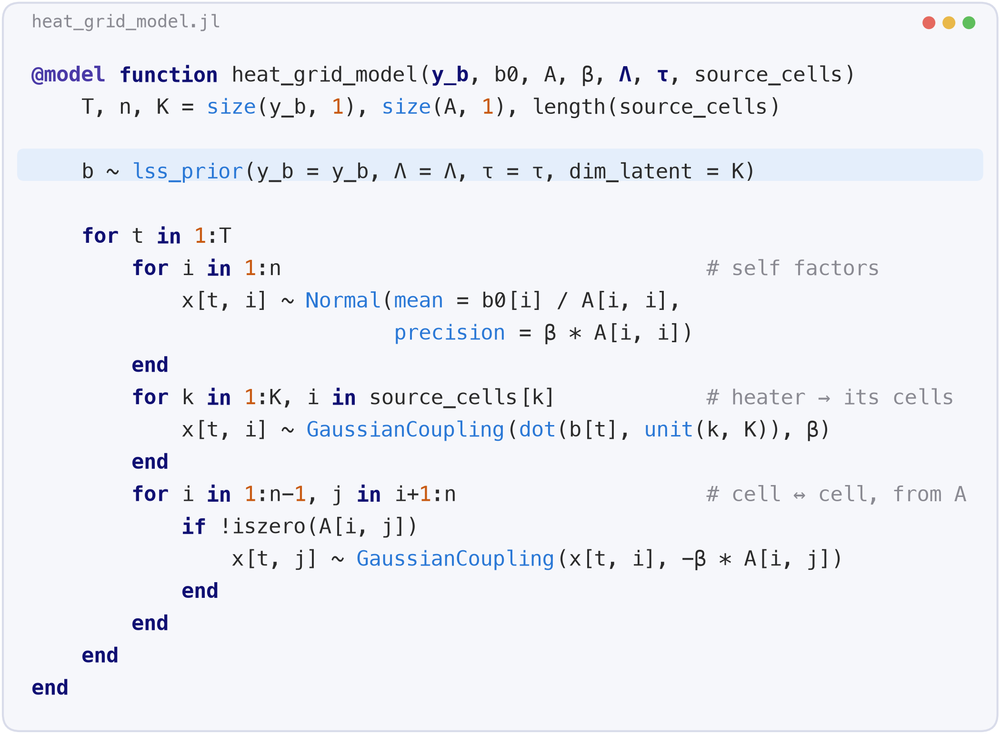 heat_grid_model.jl
@model function heat_grid_model(y_b, b0, A, β, Λ, τ, source_cells)
    T, n, K = size(y_b, 1), size(A, 1), length(source_cells)
    b ~ lss_prior(y_b = y_b, Λ = Λ, τ = τ, dim_latent = K)
    for t in 1:T
        for i in 1:n                                  # self factors
            x[t, i] ~ Normal(mean = b0[i] / A[i, i],
                             precision = β * A[i, i])
        end
        for k in 1:K, i in source_cells[k]            # heater → its cells
            x[t, i] ~ GaussianCoupling(dot(b[t], unit(k, K)), β)
        end
        for i in 1:n−1, j in i+1:n                    # cell ↔ cell, from A
            if !iszero(A[i, j])
                x[t, j] ~ GaussianCoupling(x[t, i], −β * A[i, j])
            end
        end
    end
end